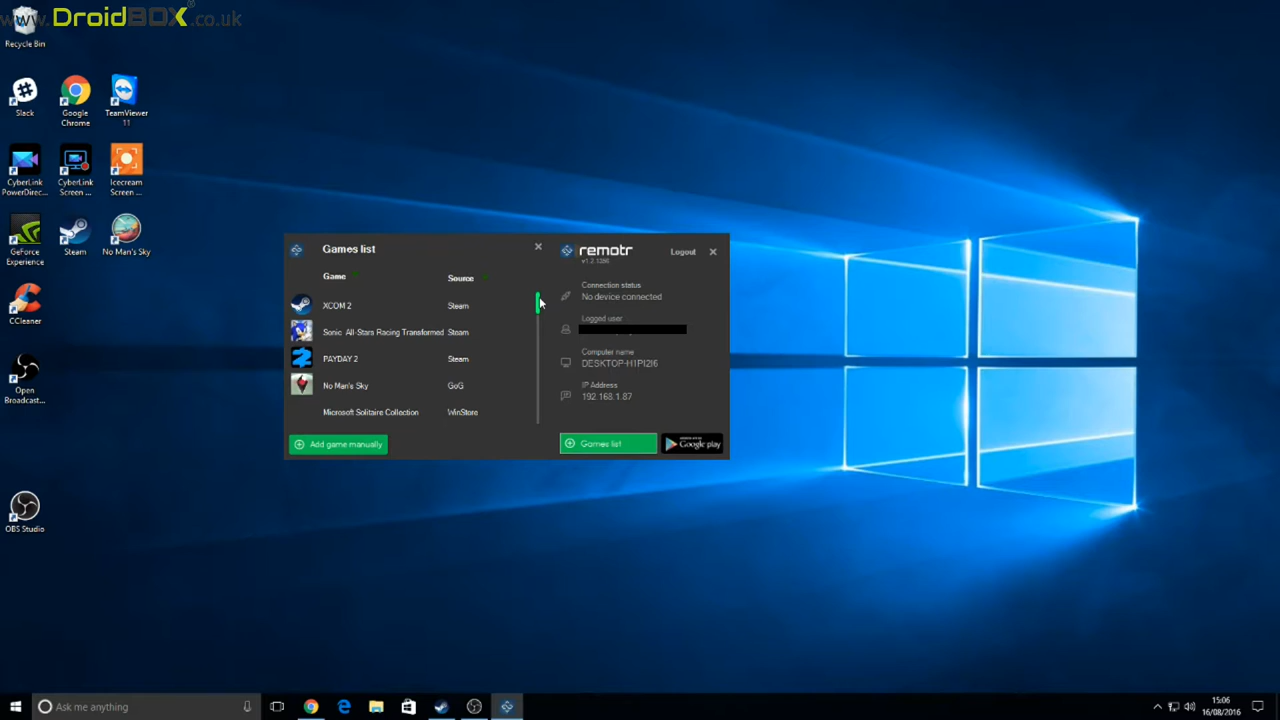 www.DroidBOX®.co.uk
Recycle Bin
Slack
Google
Chrome
TeamViewer
11
CyberLink
PowerDirec...
CyberLink
Screen ...
Icecream
Screen ...
GeForce
Experience
Steam
No Man's Sky
CCleaner
Open
Broadcast...
OBS Studio
Games list
Game
Source
XCOM 2
Steam
Sonic All-Stars Racing Transformed
Steam
PAYDAY 2
Steam
No Man's Sky
GoG
Microsoft Solitaire Collection
WinStore
Add game manually
remotr
Logout
Connection status
No device connected
Logged user
Computer name
DESKTOP-H1PI2I6
IP Address
192.168.1.87
Games list
Google play
Ask me anything
15:06
16/08/2016